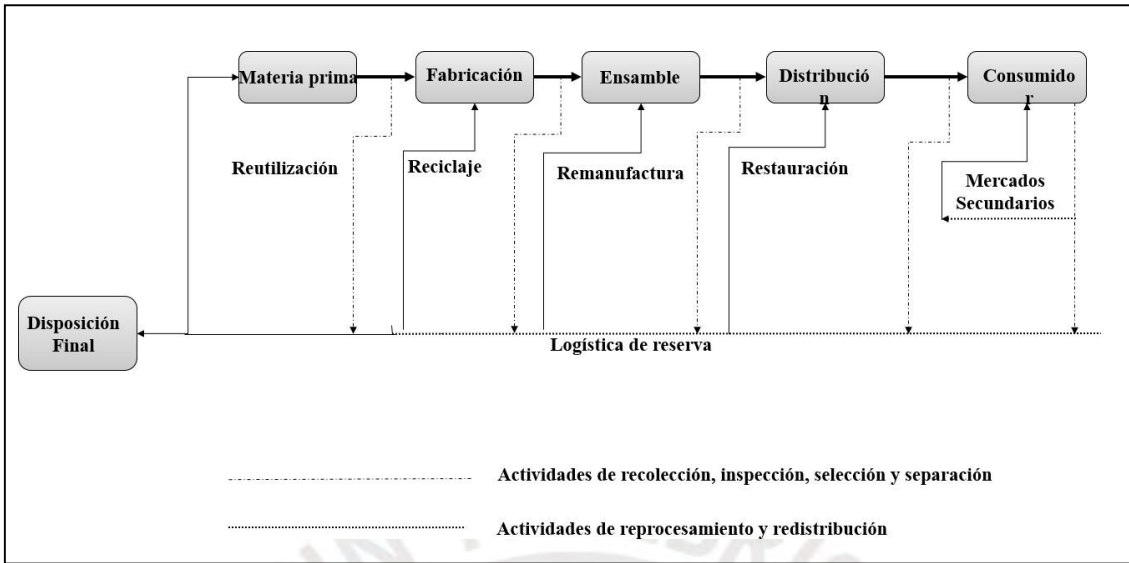 Materia prima
Fabricación
Ensamble
Distribució
n
Consumido
r
Reutilización
Reciclaje
Remanufactura
Restauración
Mercados
Secundarios
Disposición
Final
Logística de reserva
Actividades de recolección, inspección, selección y separación
Actividades de reprocesamiento y redistribución